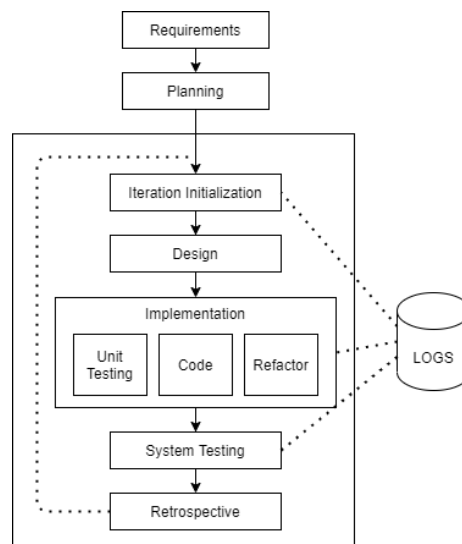 Requirements
Planning
Iteration Initialization
Design
Implementation
Unit
Testing
Code
Refactor
LOGS
System Testing
Retrospective